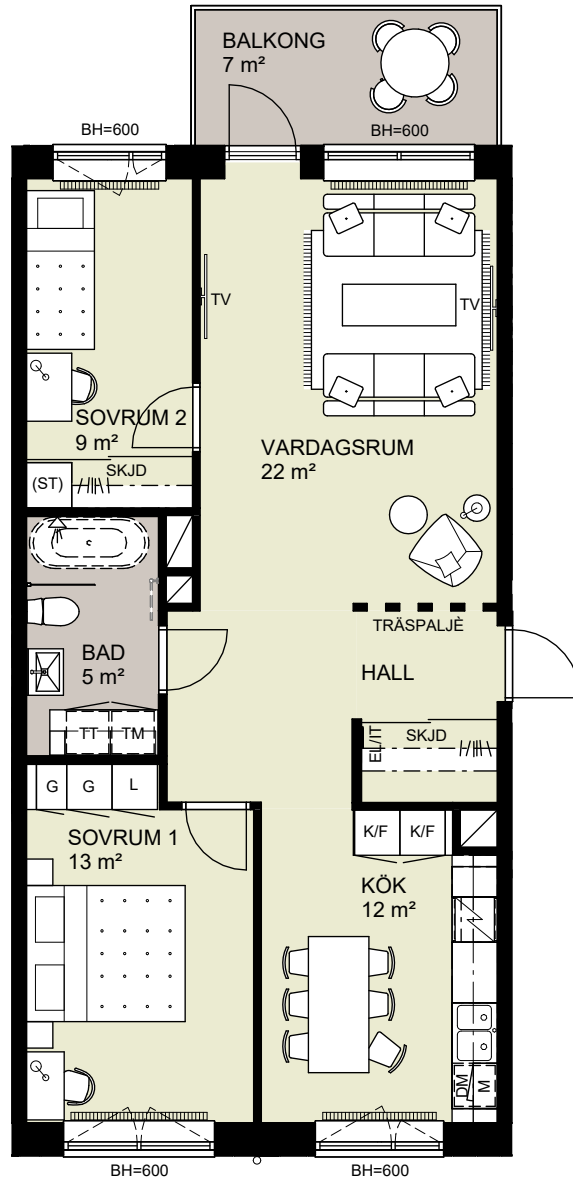 BALKONG
7 m²
BH=600
BH=600
TV
TV
SOVRUM 2
9 m²
VARDAGSRUM
22 m²
(ST)
SKJD
TRÄSPALJÈ
BAD
5 m²
HALL
TT
TM
EL/IT
SKJD
G
G
L
K/F
K/F
SOVRUM 1
13 m²
KÖK
12 m²
DM
M
BH=600
BH=600